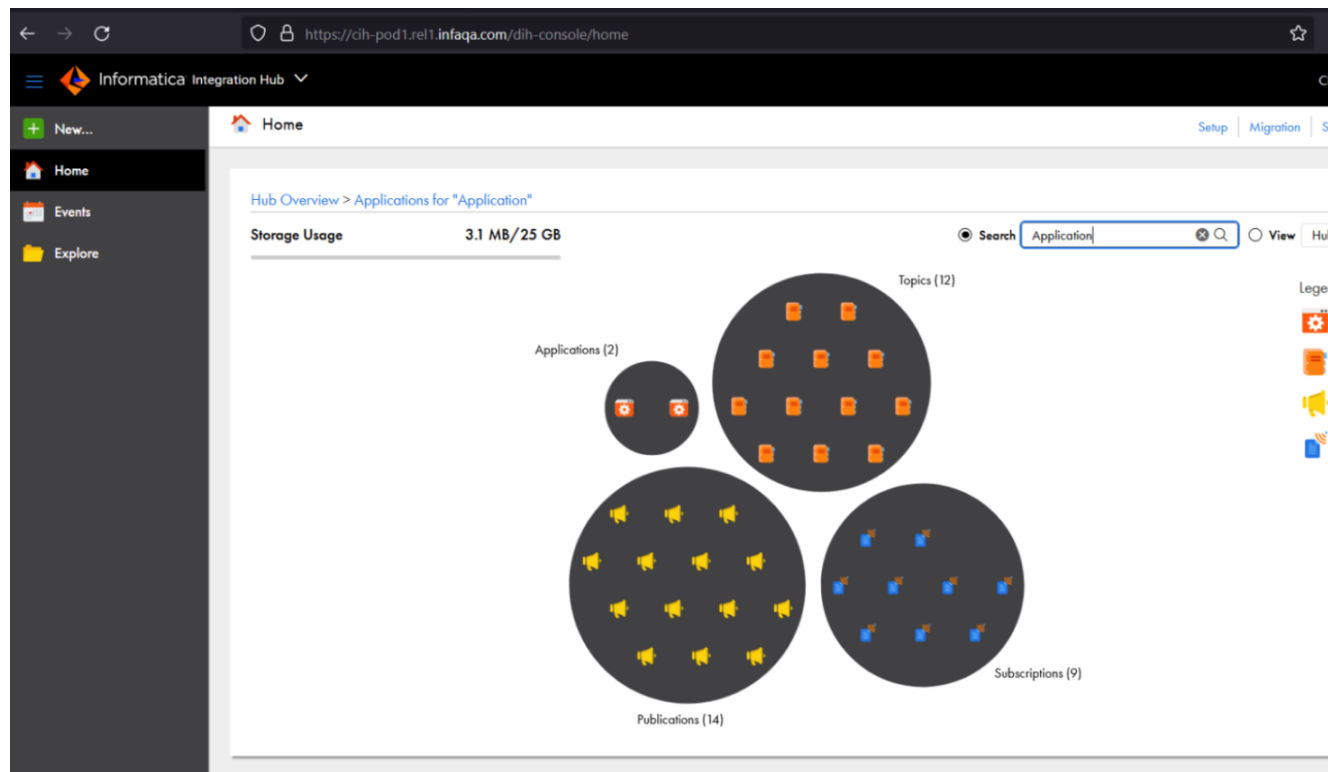 https://cih-pod1.rel1.infaqa.com/dih-console/home
Informatica Integration Hub
New...
Home
Setup
Migration
Home
Events
Explore
Hub Overview > Applications for "Application"
Storage Usage 3.1 MB/25 GB
Search Application
View
Topics (12)
Applications (2)
Subscriptions (9)
Publications (14)